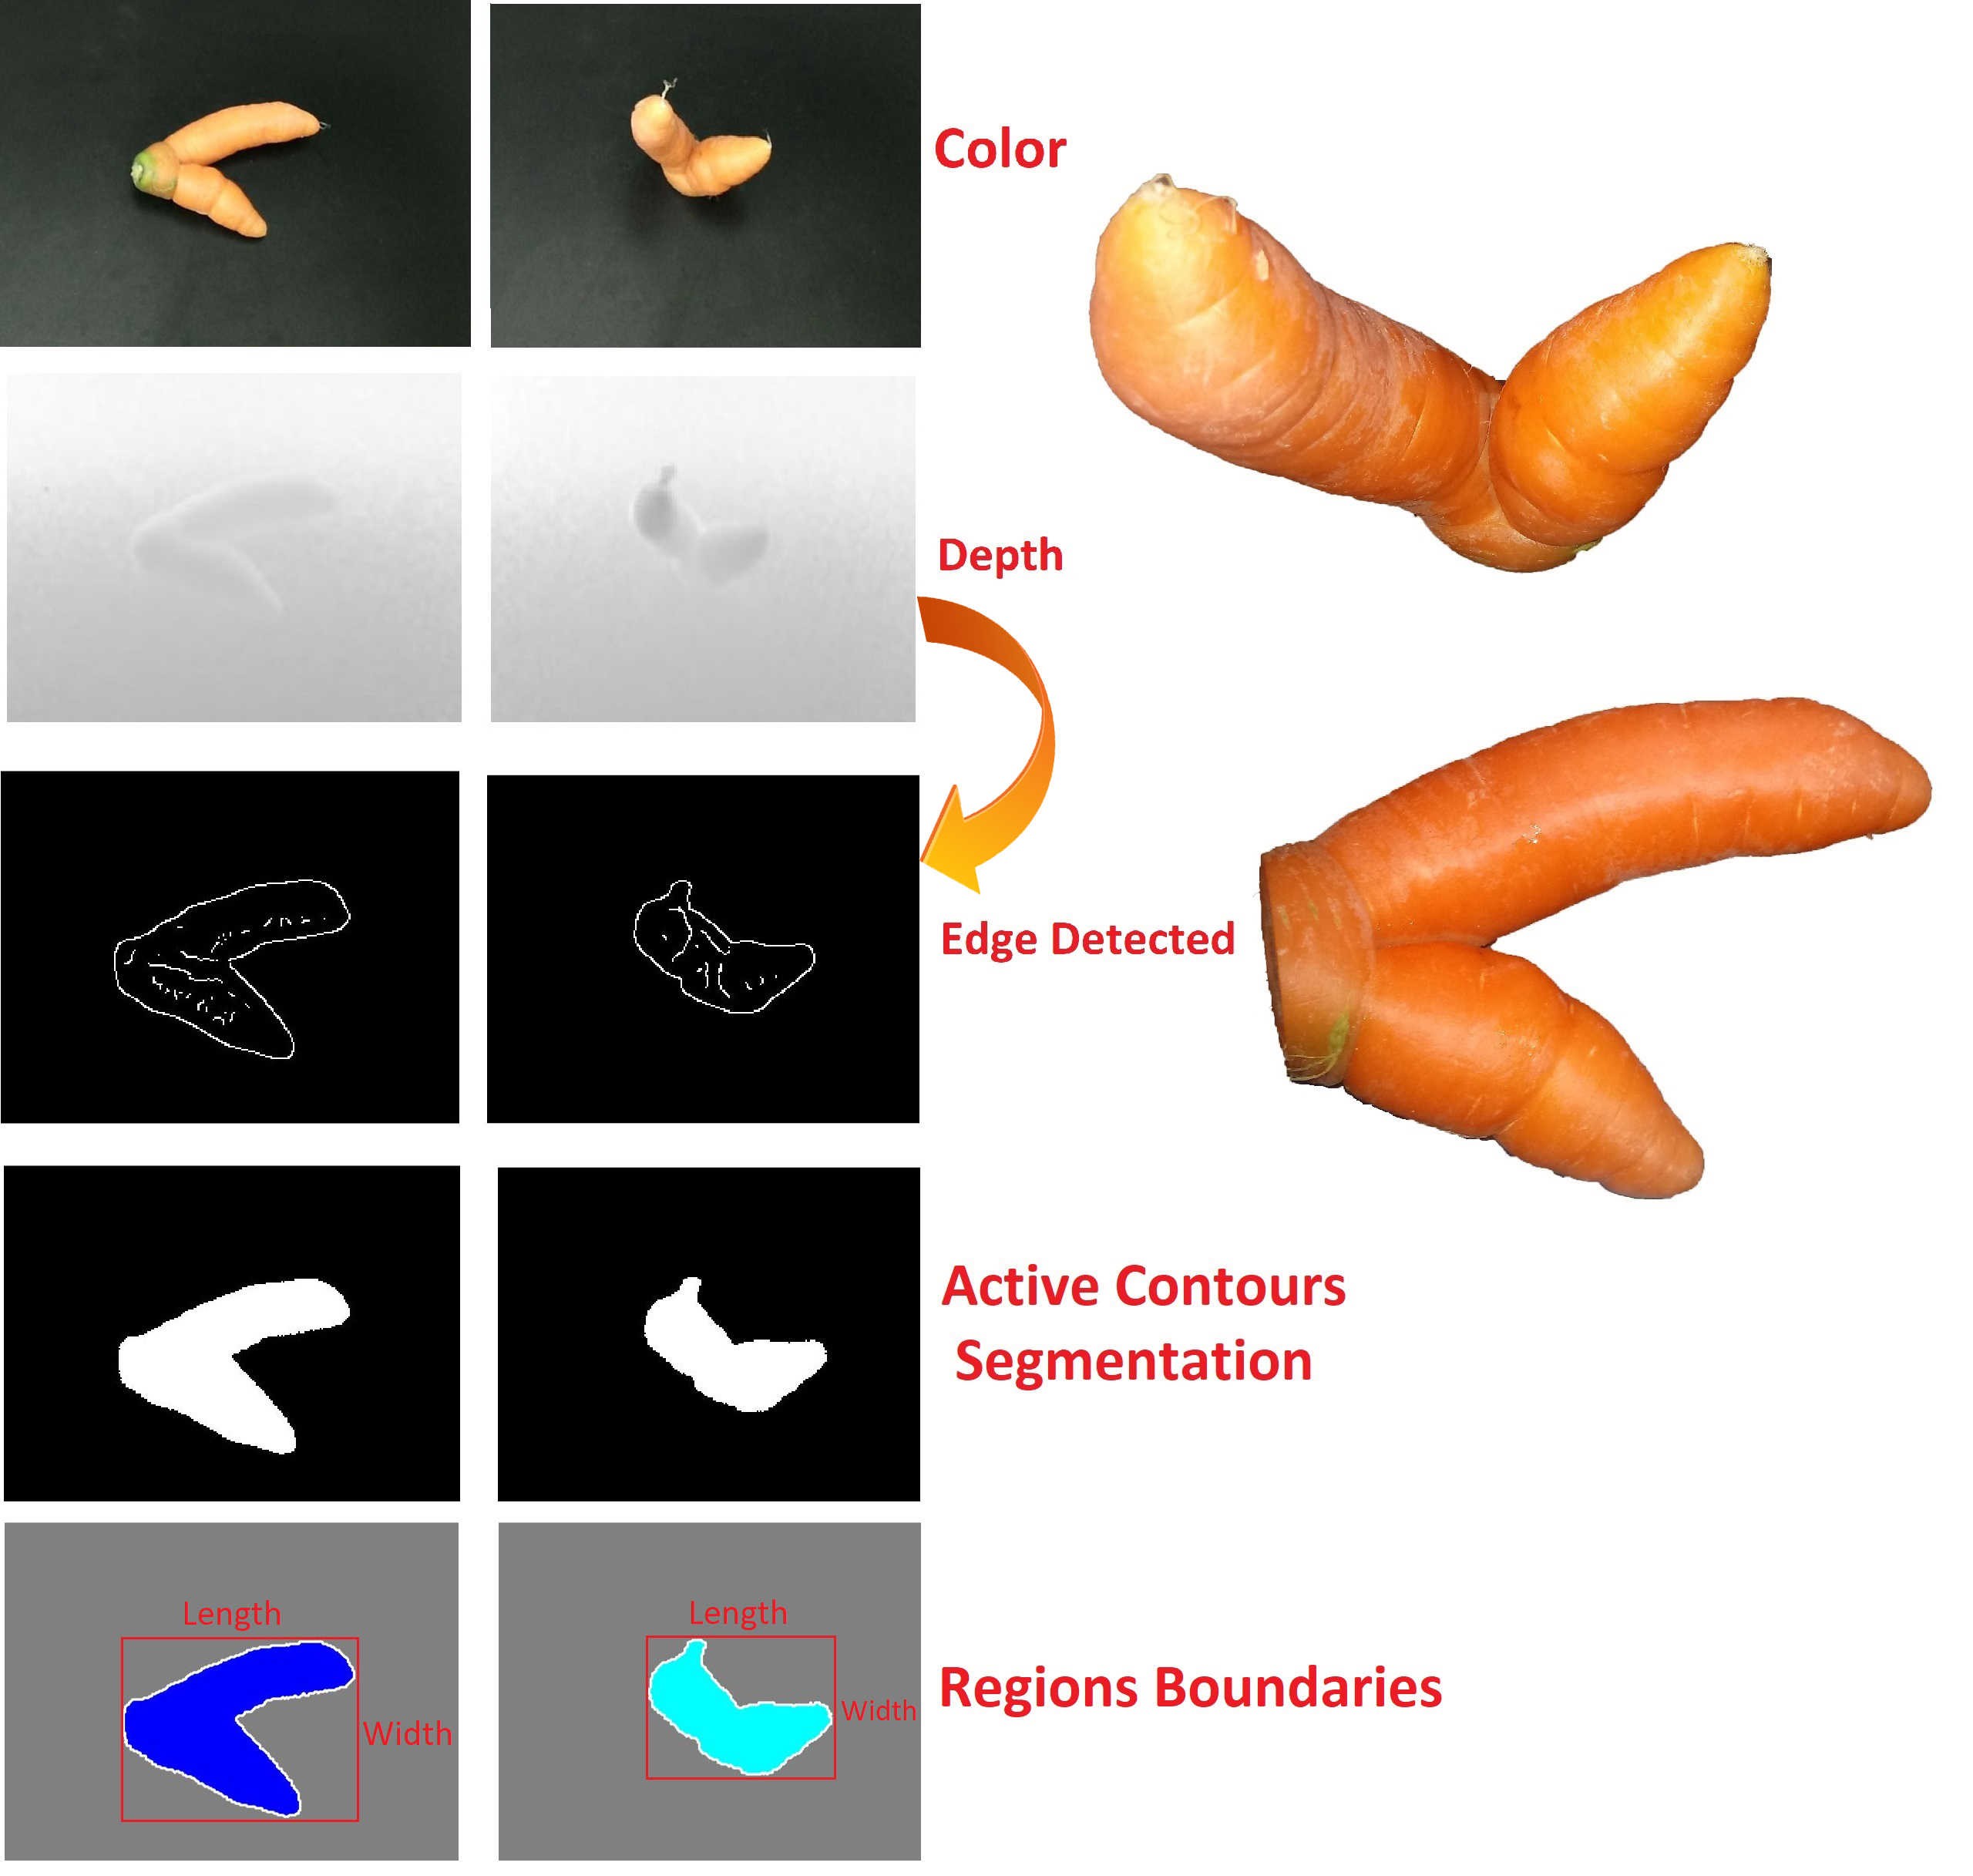 Color
Depth
Edge Detected
Active Contours
Segmentation
Length
Width
Length
Width
Regions Boundaries